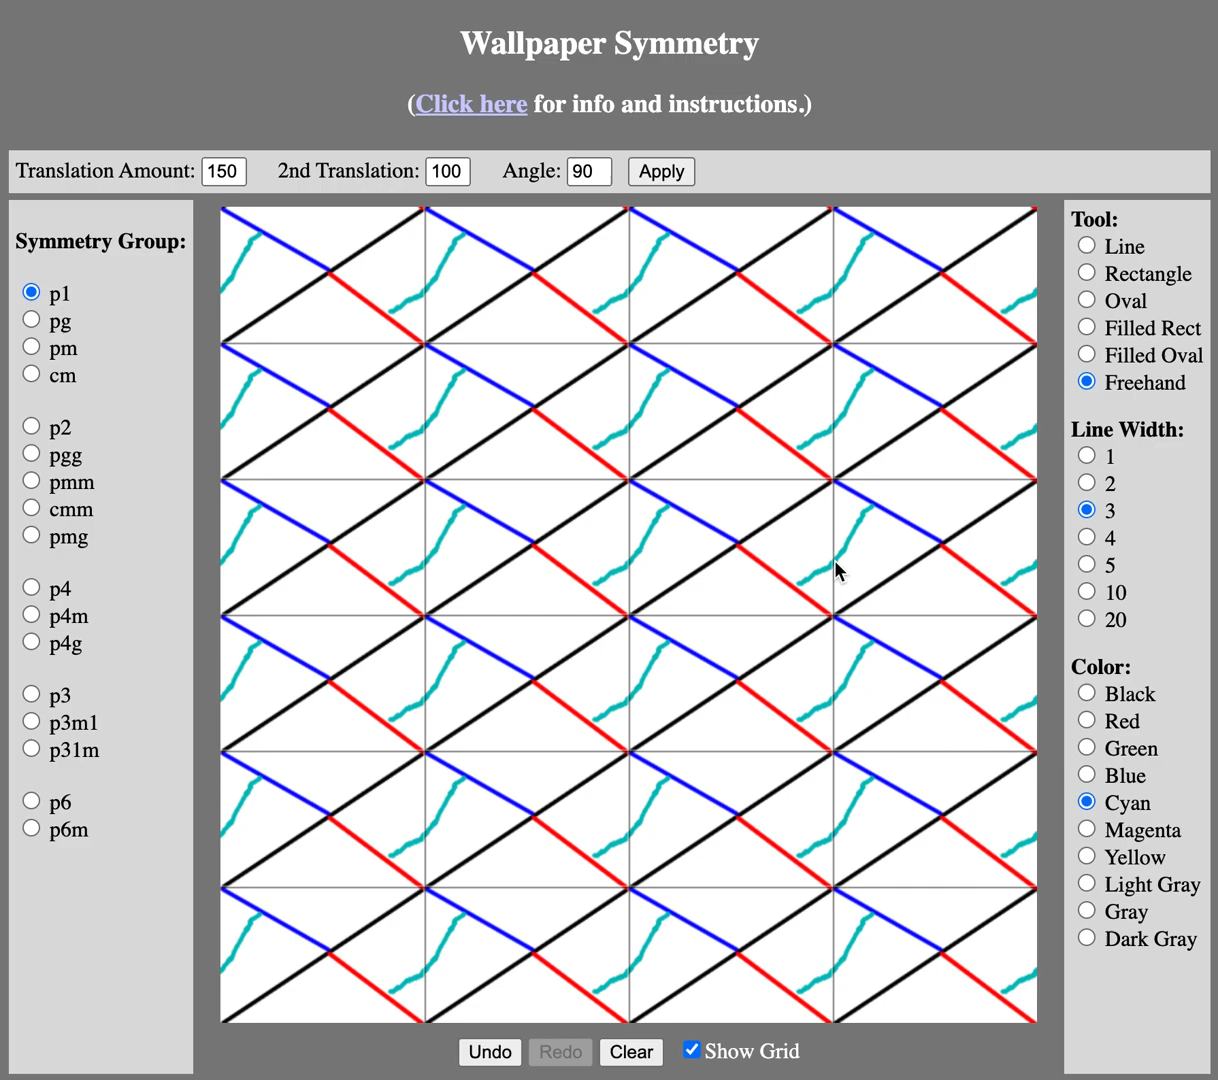 Wallpaper Symmetry
(Click here for info and instructions.)
Translation Amount: 150 2nd Translation: 100 Angle: 90 Apply
Symmetry Group:
p1
pg
pm
cm
p2
pgg
pmm
cmm
pmg
p4
p4m
p4g
p3
p3m1
p31m
p6
p6m
Tool:
Line
Rectangle
Oval
Filled Rect
Filled Oval
Freehand
Line Width:
1
2
3
4
5
10
20
Color:
Black
Red
Green
Blue
Cyan
Magenta
Yellow
Light Gray
Gray
Dark Gray
Undo Redo Clear Show Grid